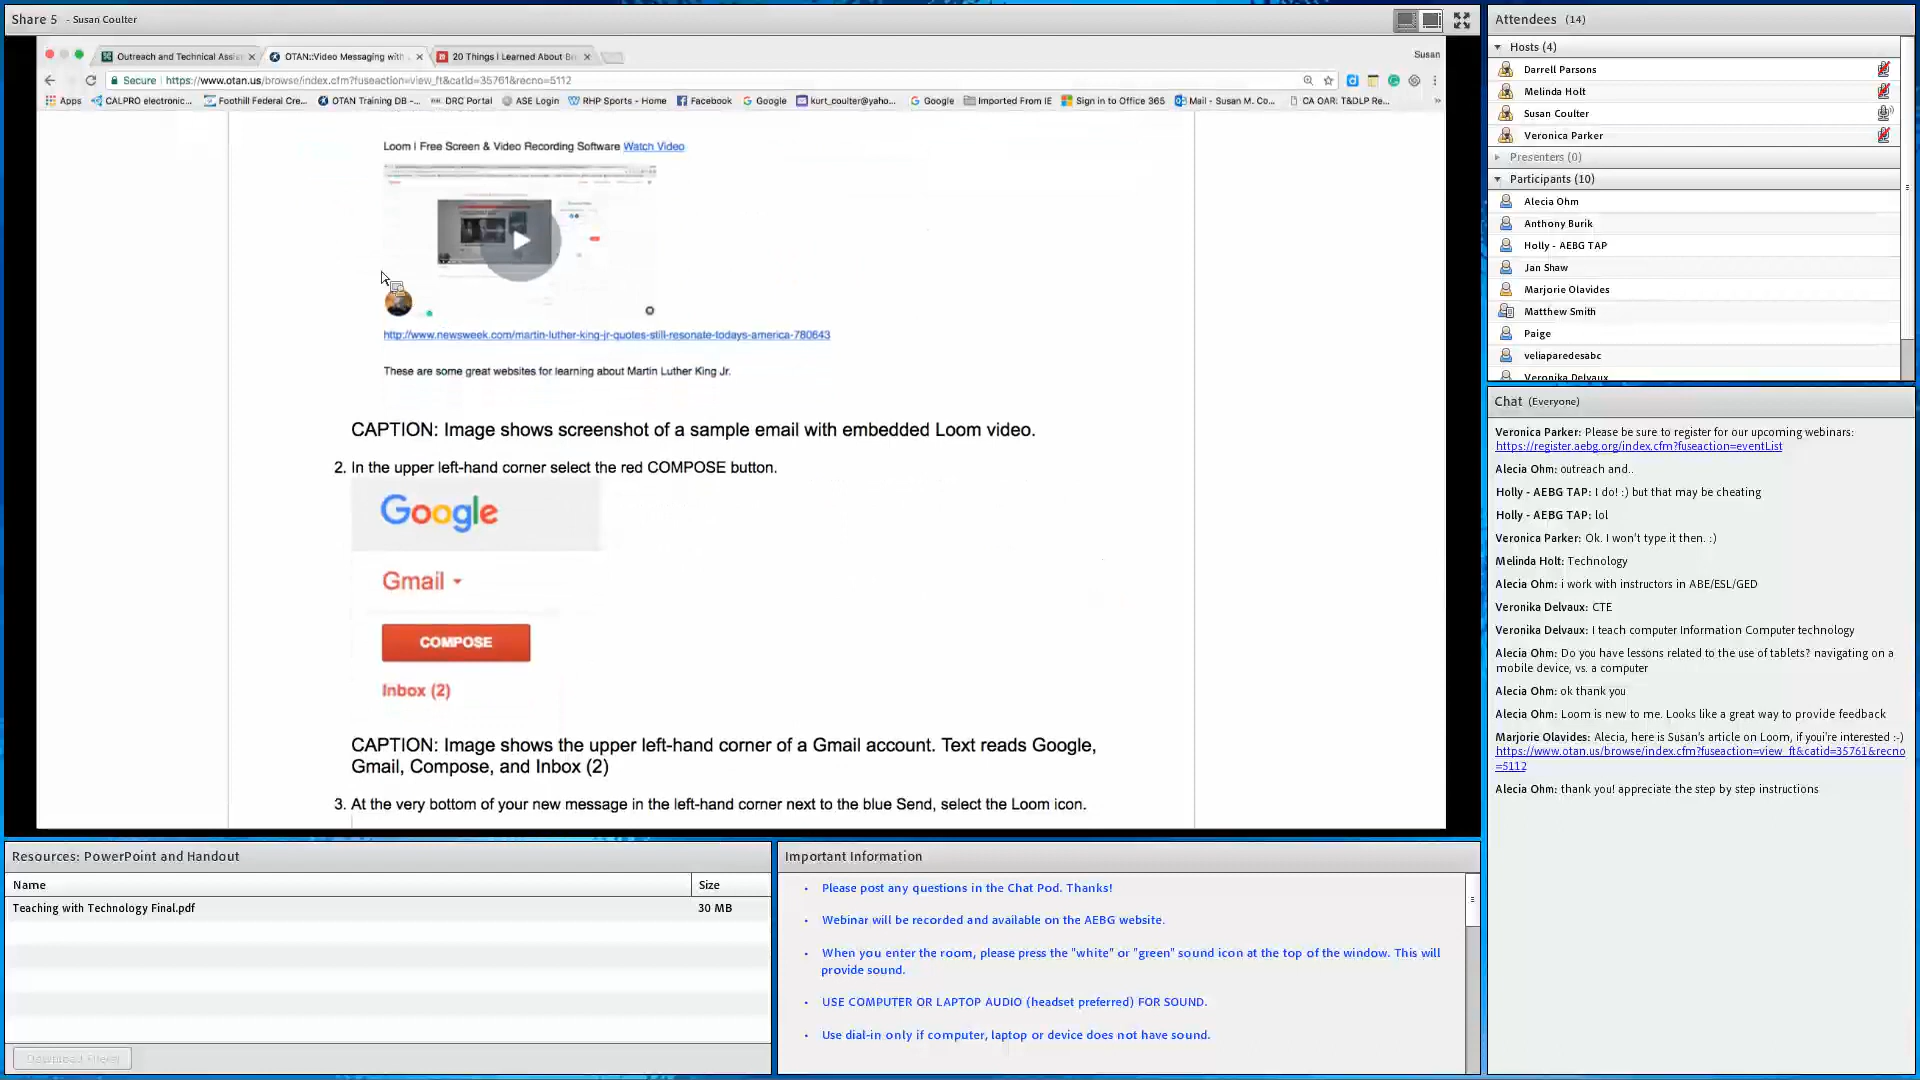 Share 5 - Susan Coulter
Outreach and Technical Assis
OTAN::Video Messaging with
20 Things I Learned About Br
Susan
Secure
https://www.otan.us/browse/index.cfm?fuseaction=view_ft&catid=35761&recno=5112
Apps
CALPRO electronic...
Foothill Federal Cre...
OTAN Training DB -...
DRC Portal
ASE Login
RHP Sports - Home
Facebook
Google
kurt_coulter@yaho...
Google
Imported From IE
Sign in to Office 365
Mail - Susan M. Co...
CA OAR: T&DLP Re...
Loom | Free Screen & Video Recording Software Watch Video
http://www.newsweek.com/martin-luther-king-jr-quotes-still-resonate-todays-america-780643
These are some great websites for learning about Martin Luther King Jr.
CAPTION: Image shows screenshot of a sample email with embedded Loom video.
2. In the upper left-hand corner select the red COMPOSE button.
Google
Gmail
COMPOSE
Inbox (2)
CAPTION: Image shows the upper left-hand corner of a Gmail account. Text reads Google,
Gmail, Compose, and Inbox (2)
3. At the very bottom of your new message in the left-hand corner next to the blue Send, select the Loom icon.
Resources: PowerPoint and Handout
Name
Size
Teaching with Technology Final.pdf
30 MB
Download File(s)
Important Information
• Please post any questions in the Chat Pod. Thanks!
• Webinar will be recorded and available on the AEBG website.
• When you enter the room, please press the "white" or "green" sound icon at the top of the window. This will
provide sound.
• USE COMPUTER OR LAPTOP AUDIO (headset preferred) FOR SOUND.
• Use dial-in only if computer, laptop or device does not have sound.
Attendees (14)
Hosts (4)
Darrell Parsons
Melinda Holt
Susan Coulter
Veronica Parker
Presenters (0)
Participants (10)
Alecia Ohm
Anthony Burik
Holly - AEBG TAP
Jan Shaw
Marjorie Olavides
Matthew Smith
Paige
veliaparedesabc
Veronika Delvaux
Chat (Everyone)
Veronica Parker: Please be sure to register for our upcoming webinars:
https://register.aebg.org/index.cfm?fuseaction=eventList
Alecia Ohm: outreach and..
Holly - AEBG TAP: I do! :) but that may be cheating
Holly - AEBG TAP: lol
Veronica Parker: Ok. I won't type it then. :)
Melinda Holt: Technology
Alecia Ohm: i work with instructors in ABE/ESL/GED
Veronika Delvaux: CTE
Veronika Delvaux: I teach computer Information Computer technology
Alecia Ohm: Do you have lessons related to the use of tablets? navigating on a
mobile device, vs. a computer
Alecia Ohm: ok thank you
Alecia Ohm: Loom is new to me. Looks like a great way to provide feedback
Marjorie Olavides: Alecia, here is Susan's article on Loom, if you're interested :-)
https://www.otan.us/browse/index.cfm?fuseaction=view_ft&catid=35761&recno
=5112
Alecia Ohm: thank you! appreciate the step by step instructions